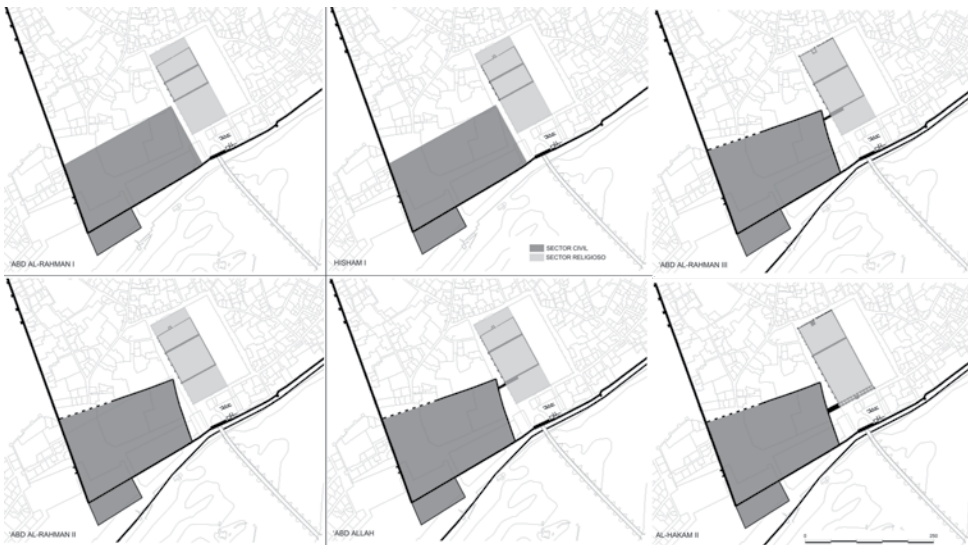 'ABD AL-RAHMAN I
HISHAM I
SECTOR CIVIL
SECTOR RELIGIOSO
'ABD AL-RAHMAN III
'ABD AL-RAHMAN II
'ABD ALLAH
AL-HAKAM II
0